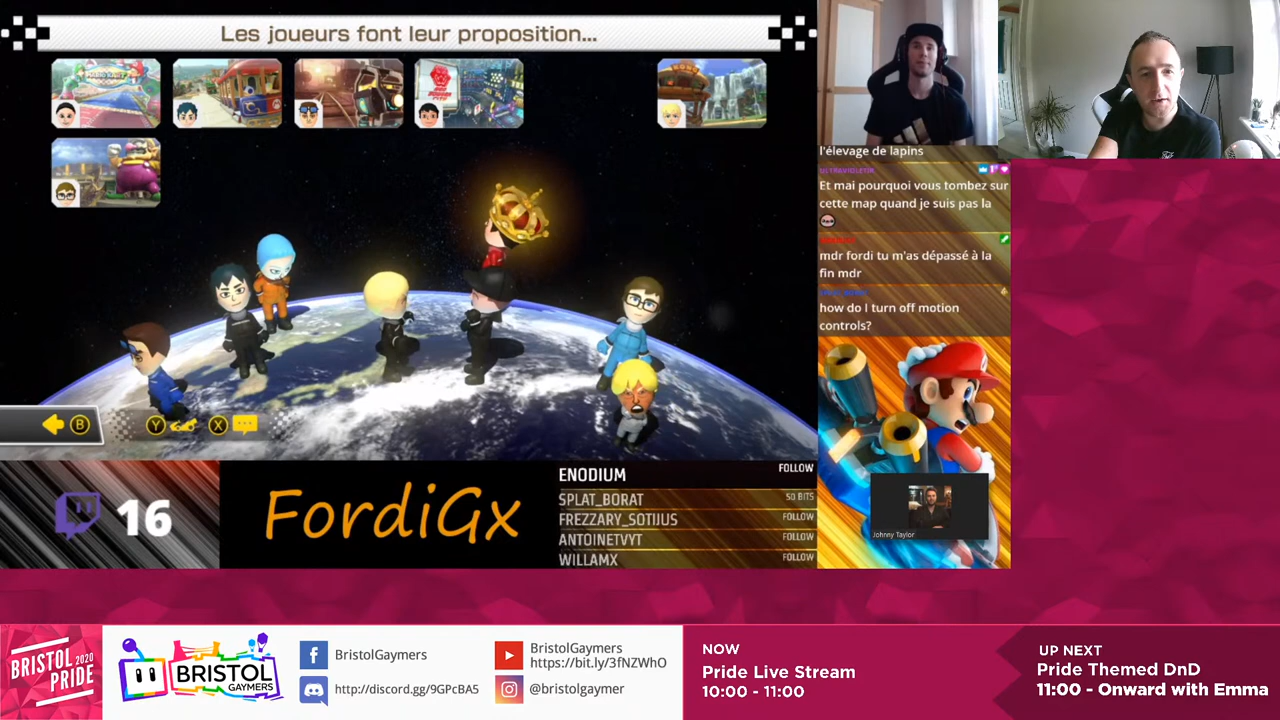 Les joueurs font leur proposition...
B
Y
X
l'élevage de lapins
Et mai pourquoi vous tombez sur
cette map quand je suis pas la
mdr fordi tu m'as dépassé à la
fin mdr
how do I turn off motion
controls?
Johnny Taylor
16
FordiGx
ENODIUM FOLLOW
SPLAT_BORAT 50 BITS
FREZZARY_SOTIJUS FOLLOW
ANTOINETVYT FOLLOW
WILLAMX FOLLOW
BRISTOL
2020
PRIDE
BRISTOL
GAYMERS
BristolGaymers
http://discord.gg/9GPcBA5
BristolGaymers
https://bit.ly/3fNZWhO
@bristolgaymer
NOW
Pride Live Stream
10:00 - 11:00
UP NEXT
Pride Themed DnD
11:00 - Onward with Emma